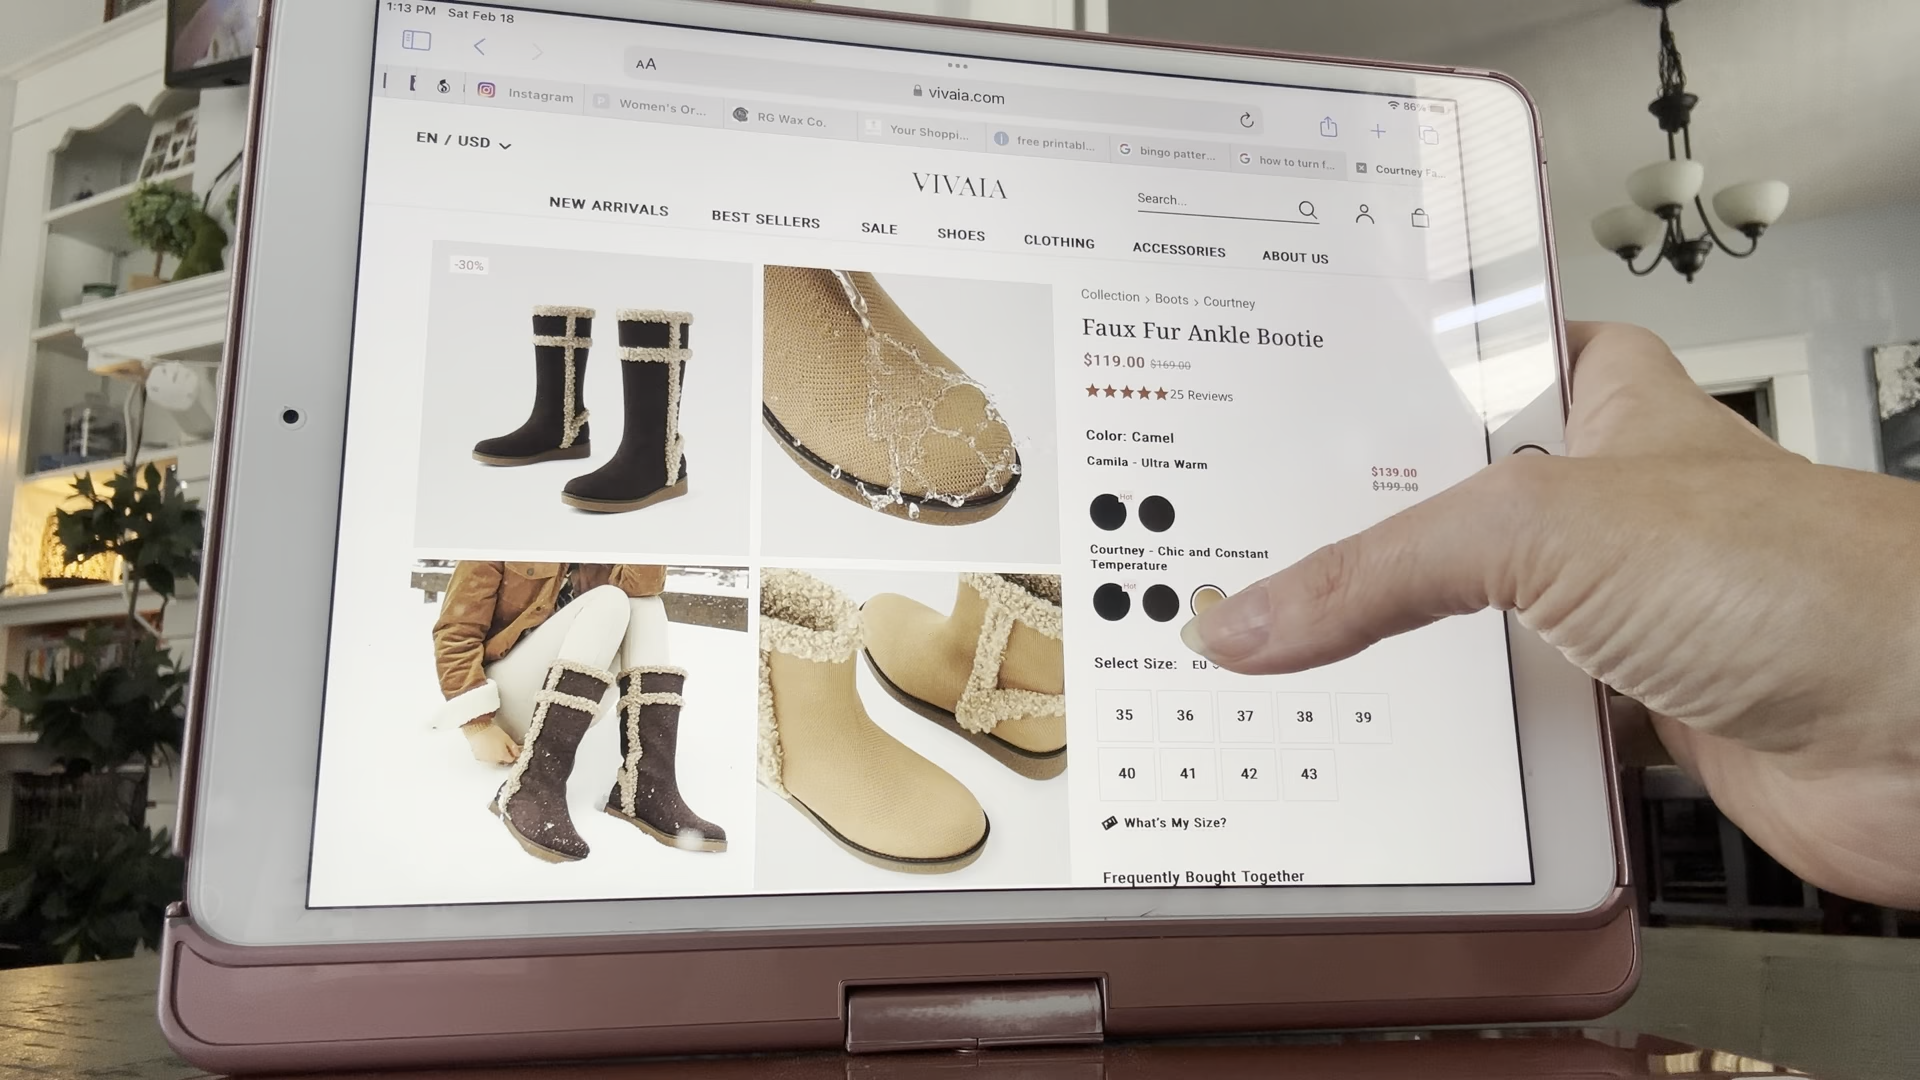 1:13 PM Sat Feb 18
86%
AA
vivaia.com
Instagram
Women's Or...
RG Wax Co.
Your Shoppi...
free printabl...
bingo patter...
how to turn f...
Courtney Fa...
EN / USD
VIVAIA
Search...
NEW ARRIVALS
BEST SELLERS
SALE
SHOES
CLOTHING
ACCESSORIES
ABOUT US
-30%
Collection > Boots > Courtney
Faux Fur Ankle Bootie
$119.00 $169.00
25 Reviews
Color: Camel
Camila - Ultra Warm
$139.00
$199.00
Hot
Courtney - Chic and Constant
Temperature
Hot
Select Size: EU
35 36 37 38 39
40 41 42 43
What's My Size?
Frequently Bought Together